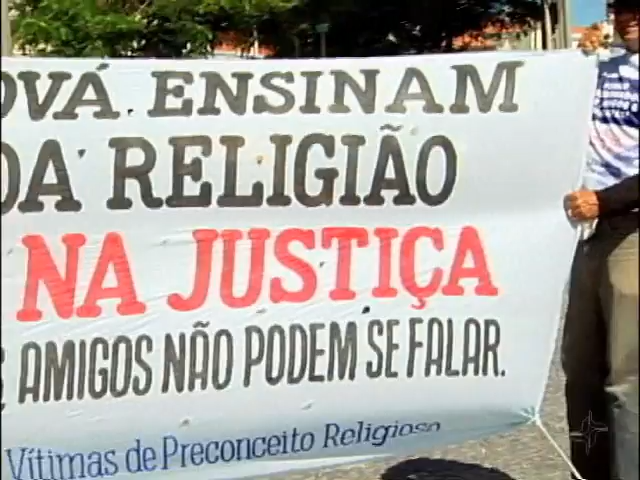 OVÁ. ENSINAM
DA RELIGIÃO
NA JUSTIÇA
AMIGOS NÃO PODEM SE FALAR.
Vítimas de Preconceito Religioso